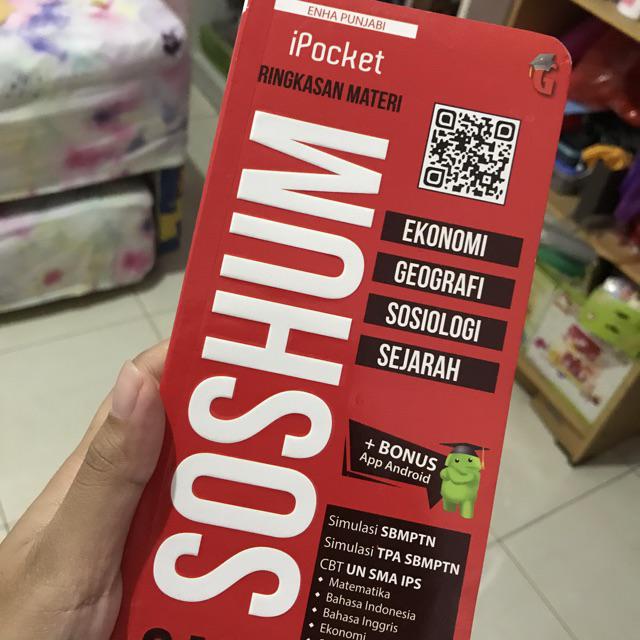 ENHA PUNJABI
iPocket
RINGKASAN MATERI
SOSHUM
EKONOMI
GEOGRAFI
SOSIOLOGI
SEJARAH
+ BONUS
App Android
Simulasi SBMPTN
Simulasi TPA SBMPTN
CBT UN SMA IPS
• Matematika
• Bahasa Indonesia
• Bahasa Inggris
• Ekonomi